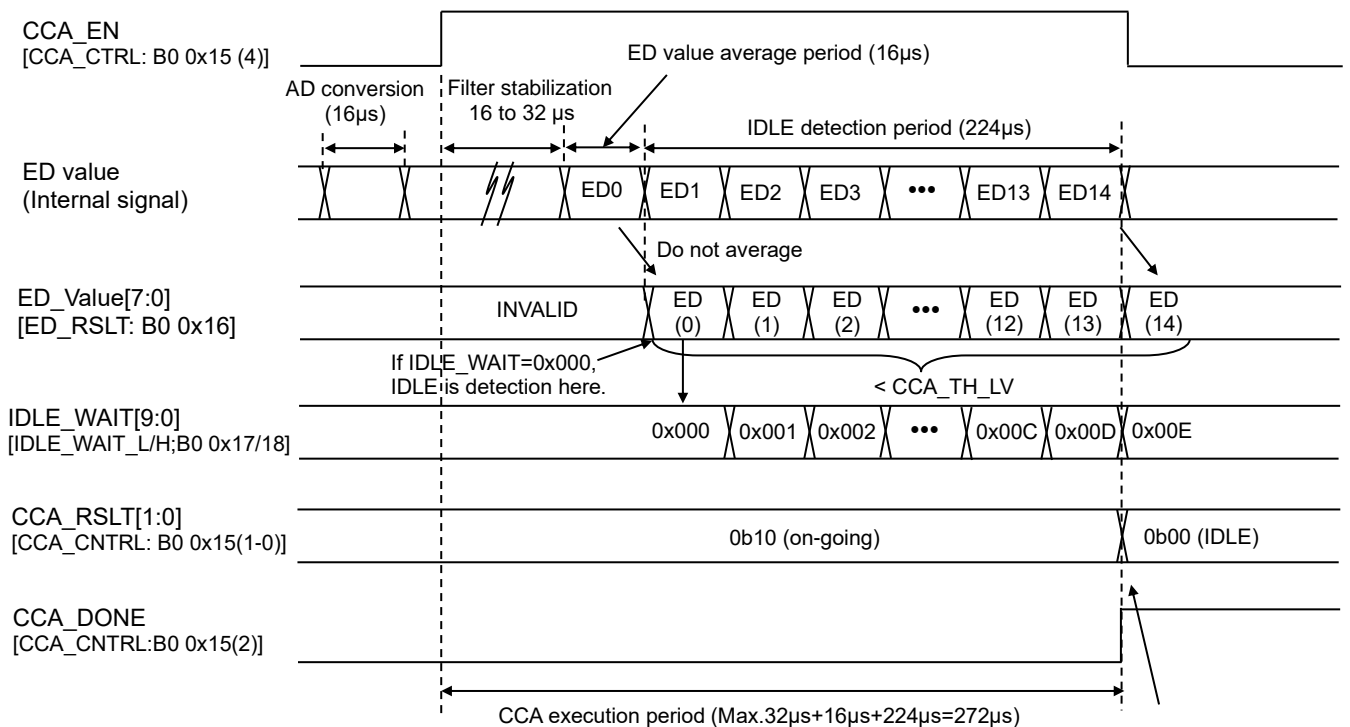 CCA_EN
[CCA_CTRL: B0 0x15 (4)]
ED value average period (16µs)
AD conversion
(16µs)
Filter stabilization
16 to 32 µs
IDLE detection period (224µs)
ED value
(Internal signal)
ED0 ED1 ED2 ED3 ••• ED13 ED14
Do not average
ED_Value[7:0]
[ED_RSLT: B0 0x16]
INVALID
ED ED ED ••• ED ED ED
(0) (1) (2) (12) (13) (14)
If IDLE_WAIT=0x000,
IDLE is detection here.
< CCA_TH_LV
IDLE_WAIT[9:0]
[IDLE_WAIT_L/H;B0 0x17/18]
0x000 0x001 0x002 ••• 0x00C 0x00D 0x00E
CCA_RSLT[1:0]
[CCA_CNTRL: B0 0x15(1-0)]
0b10 (on-going) 0b00 (IDLE)
CCA_DONE
[CCA_CNTRL:B0 0x15(2)]
CCA execution period (Max.32µs+16µs+224µs=272µs)